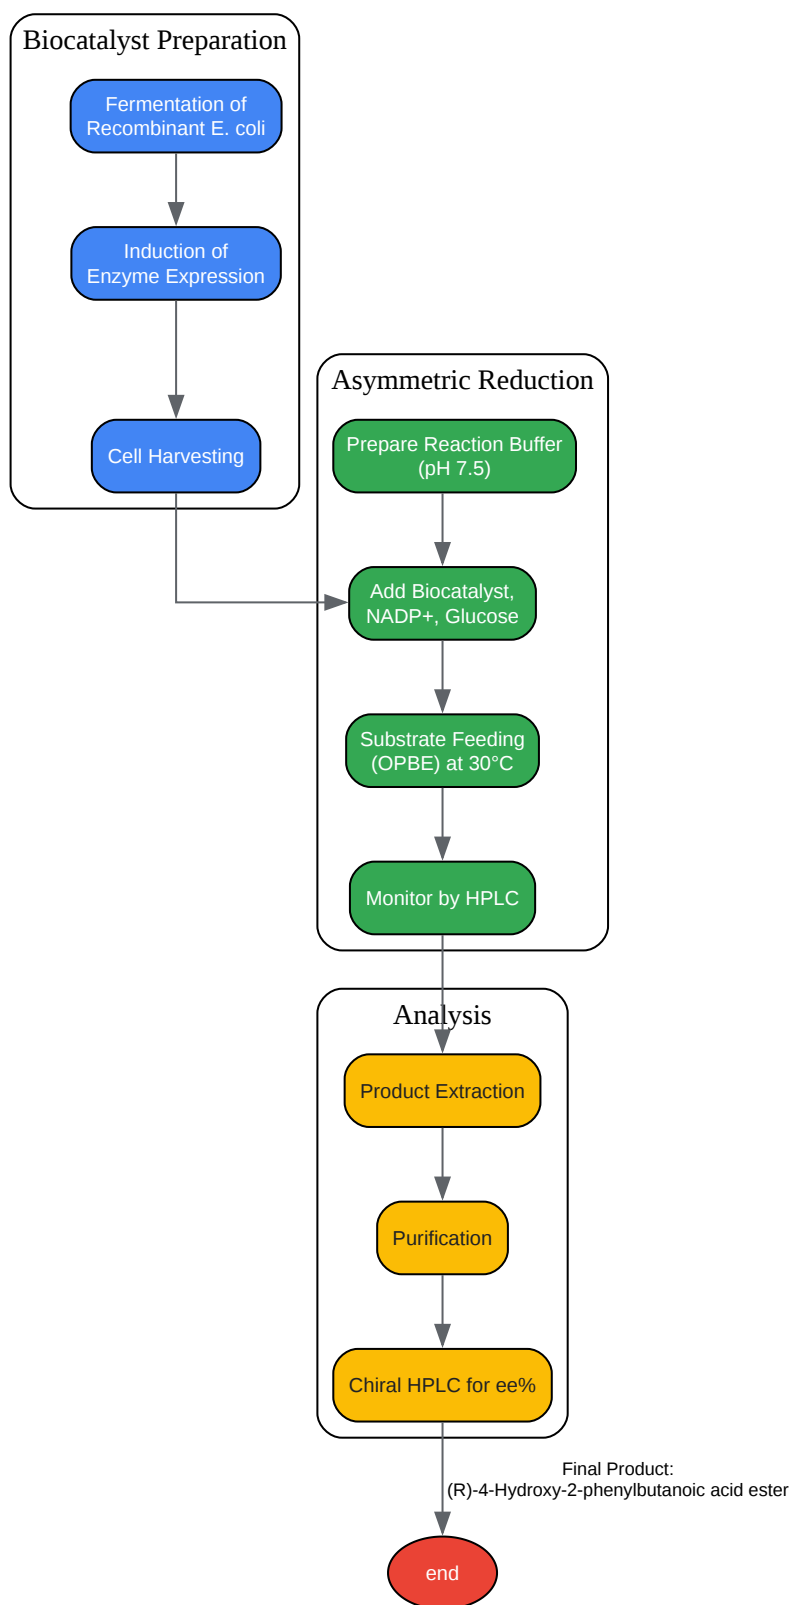 Biocatalyst Preparation
Fermentation of
Recombinant E. coli
Induction of
Enzyme Expression
Cell Harvesting
Asymmetric Reduction
Prepare Reaction Buffer
(pH 7.5)
Add Biocatalyst,
NADP+, Glucose
Substrate Feeding
(OPBE) at 30°C
Monitor by HPLC
Analysis
Product Extraction
Purification
Chiral HPLC for ee%
Final Product:
(R)-4-Hydroxy-2-phenylbutanoic acid ester
end